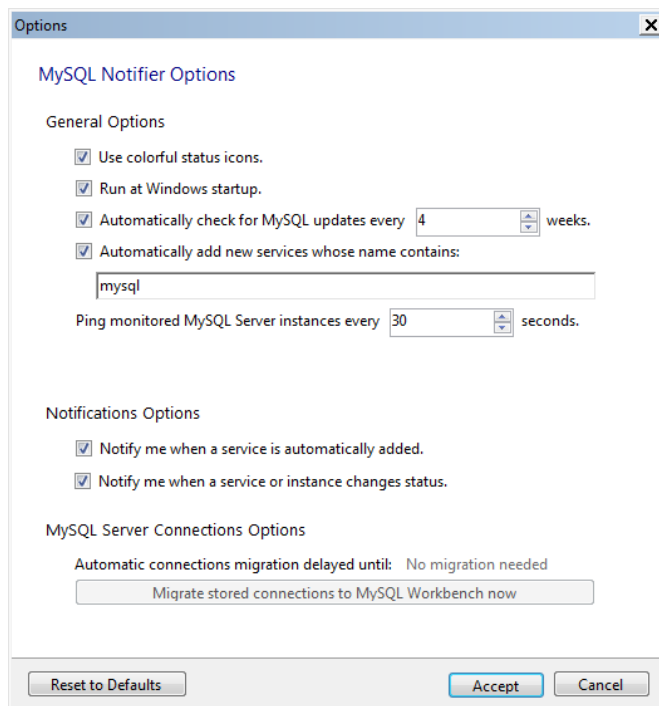 Options
MySQL Notifier Options
General Options
Use colorful status icons.
Run at Windows startup.
Automatically check for MySQL updates every 4 weeks.
Automatically add new services whose name contains:
mysql
Ping monitored MySQL Server instances every 30 seconds.
Notifications Options
Notify me when a service is automatically added.
Notify me when a service or instance changes status.
MySQL Server Connections Options
Automatic connections migration delayed until: No migration needed
Migrate stored connections to MySQL Workbench now
Reset to Defaults Accept Cancel